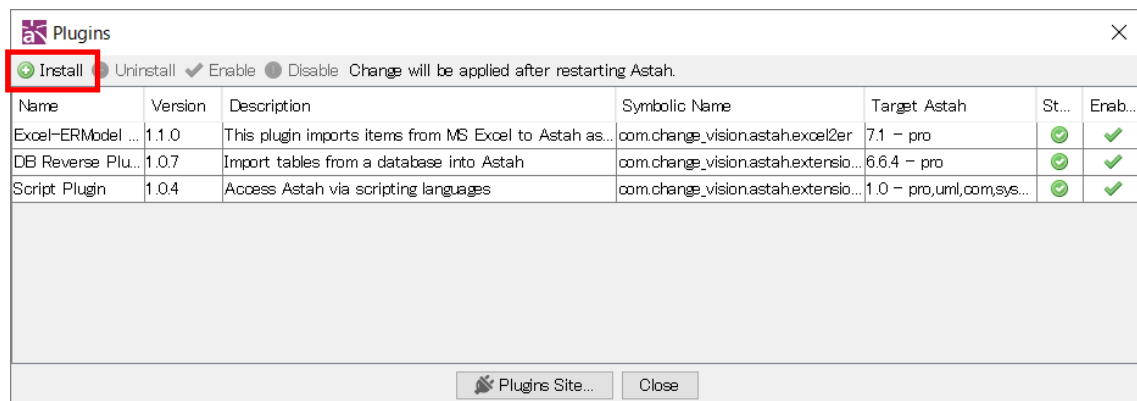 Plugins
Install Uninstall Enable Disable Change will be applied after restarting Astah.
Name Version Description Symbolic Name Target Astah St... Enab...
Excel-ERModel ... 1.1.0 This plugin imports items from MS Excel to Astah as... com.change_vision.astah.excel2er 7.1 - pro
DB Reverse Plu... 1.0.7 Import tables from a database into Astah com.change_vision.astah.extensio... 6.6.4 - pro
Script Plugin 1.0.4 Access Astah via scripting languages com.change_vision.astah.extensio... 1.0 - pro,uml,com,sys...
Plugins Site... Close